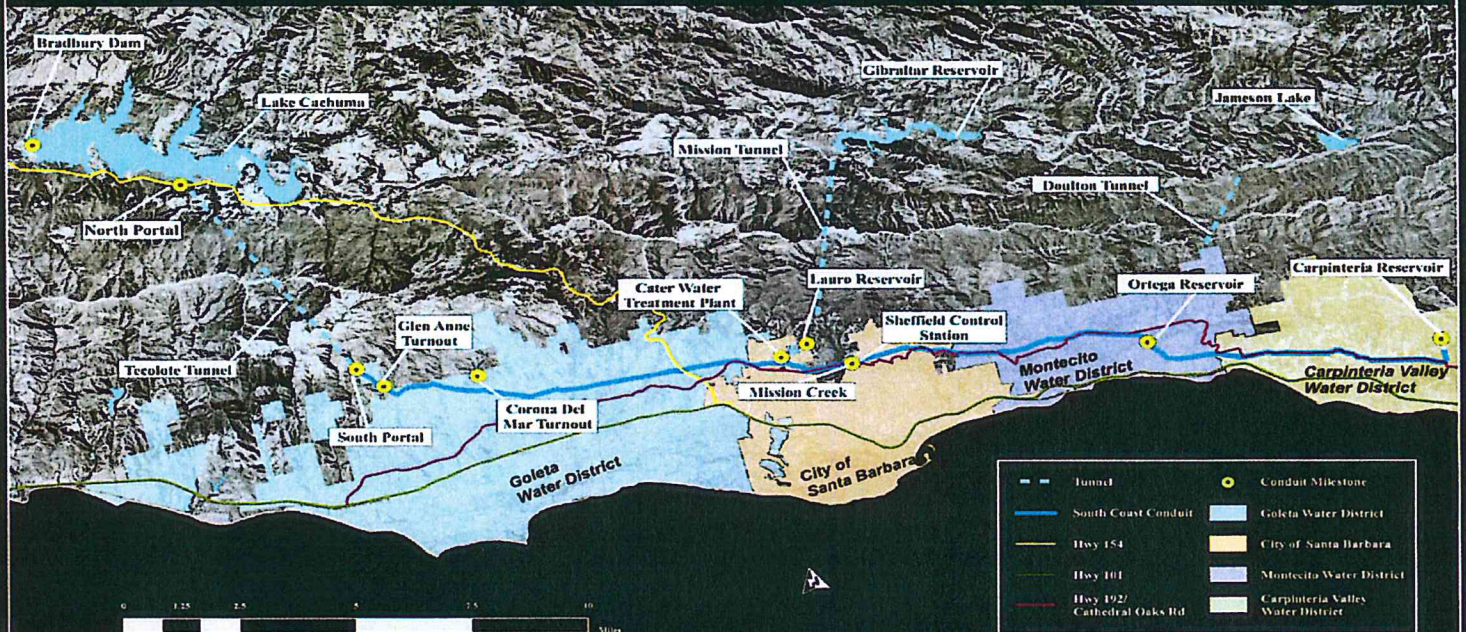 Bradbury Dam
Lake Cachuma
Gibraltar Reservoir
Jameson Lake
Mission Tunnel
Doulton Tunnel
North Portal
Lauro Reservoir
Carpinteria Reservoir
Cater Water
Treatment Plant
Ortega Reservoir
Glen Anne
Turnout
Sheffield Control
Station
Tecolote Tunnel
Montecito
Water District
Mission Creek
Carpinteria Valley
Water District
Corona Del
Mar Turnout
South Portal
Goleta
Water District
City of
Santa Barbara
Tunnel
Conduit Milestone
South Coast Conduit
Goleta Water District
Hwy 154
City of Santa Barbara
Hwy 101
Montecito Water District
Hwy 192/
Cathedral Oaks Rd
Carpinteria Valley
Water District
0 1.25 2.5 5 7.5 10
Miles